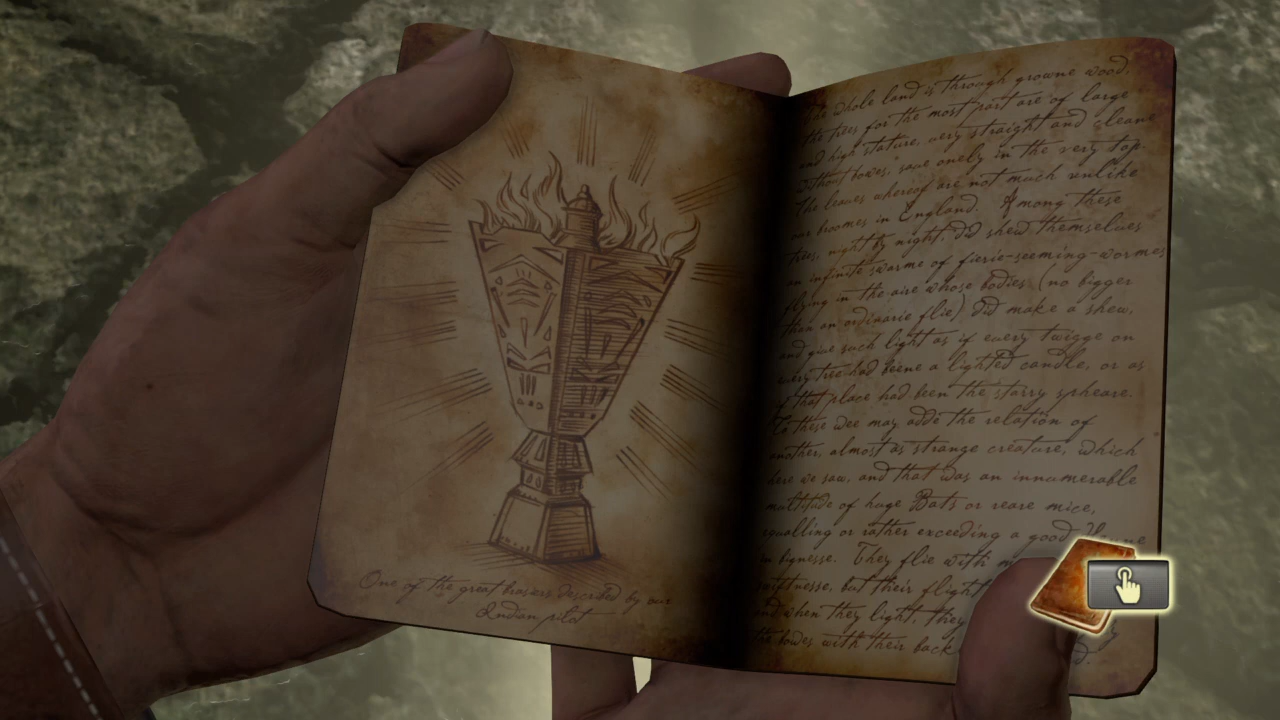 One of the great brasiers described by our
Indian pilot
The whole land is through growne wood,
the trees for the most part are of large
and high stature, very straight and cleane
without bowes, save onely in the very top.
The leaves whereof are not much unlike
our broomes in England. Among these
trees, night by night, did shew themselves
an infinite swarme of fierie-seeming-wormes
flying in the aire whose bodies (no bigger
than an ordinarie flie) did make a shew,
and give such light as if every twigge on
every tree had beene a lighted candle, or as
if that place had been the starry spheare.
To these wee may adde the relation of
another, almost as strange creature, which
here we saw, and that was an innumerable
multitude of huge Bats or reare mice,
equalling or rather exceeding a good Henne
in bignesse. They flie with
swiftnesse, but their flight
and when they light, they
the bowes with their back